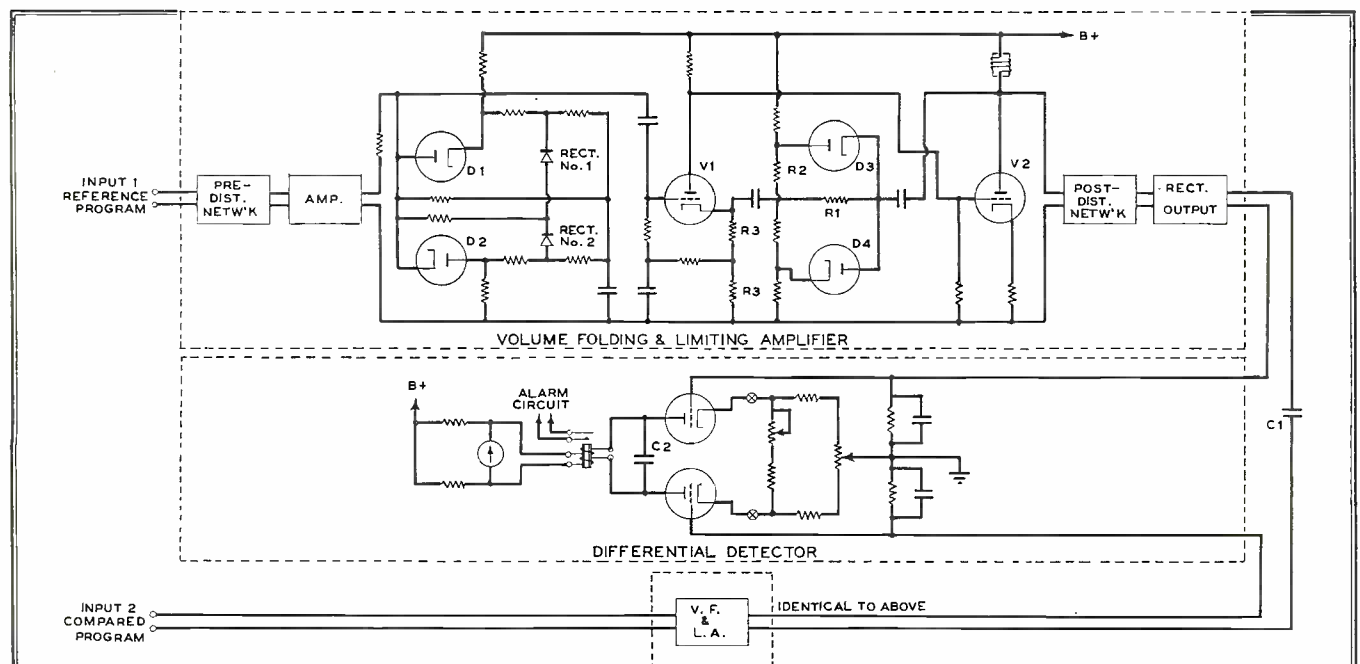 B+
INPUT 1
REFERENCE
PROGRAM
PRE-
DIST.
NETW'K
AMP.
D1
D2
RECT.
No.1
RECT.
No.2
V1
R3
R3
R2
R1
D3
D4
V2
POST-
DIST.
NETW'K
RECT.
OUTPUT
VOLUME FOLDING & LIMITING AMPLIFIER
B+
ALARM
CIRCUIT
C2
C1
DIFFERENTIAL DETECTOR
INPUT 2
COMPARED
PROGRAM
V. F.
&
L. A.
IDENTICAL TO ABOVE